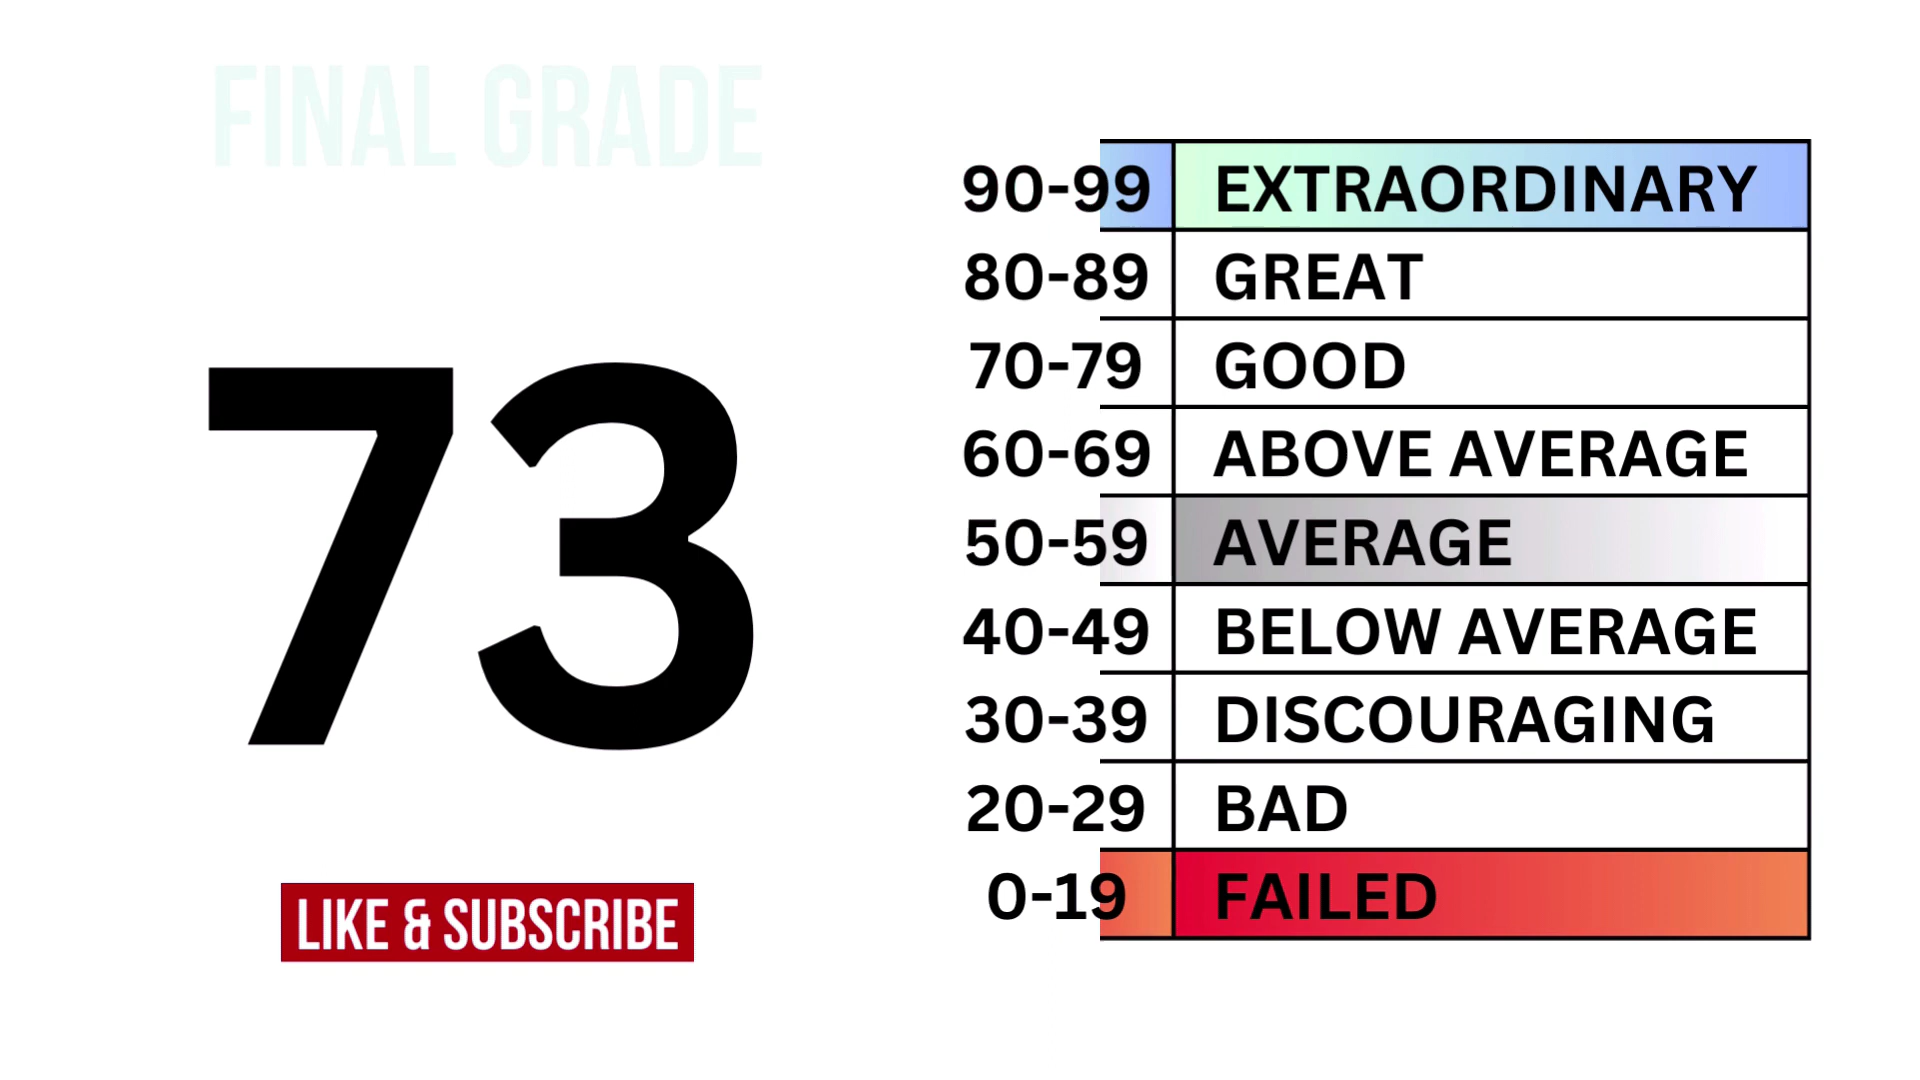 FINAL GRADE
73
LIKE & SUBSCRIBE
90-99 EXTRAORDINARY
80-89 GREAT
70-79 GOOD
60-69 ABOVE AVERAGE
50-59 AVERAGE
40-49 BELOW AVERAGE
30-39 DISCOURAGING
20-29 BAD
0-19 FAILED